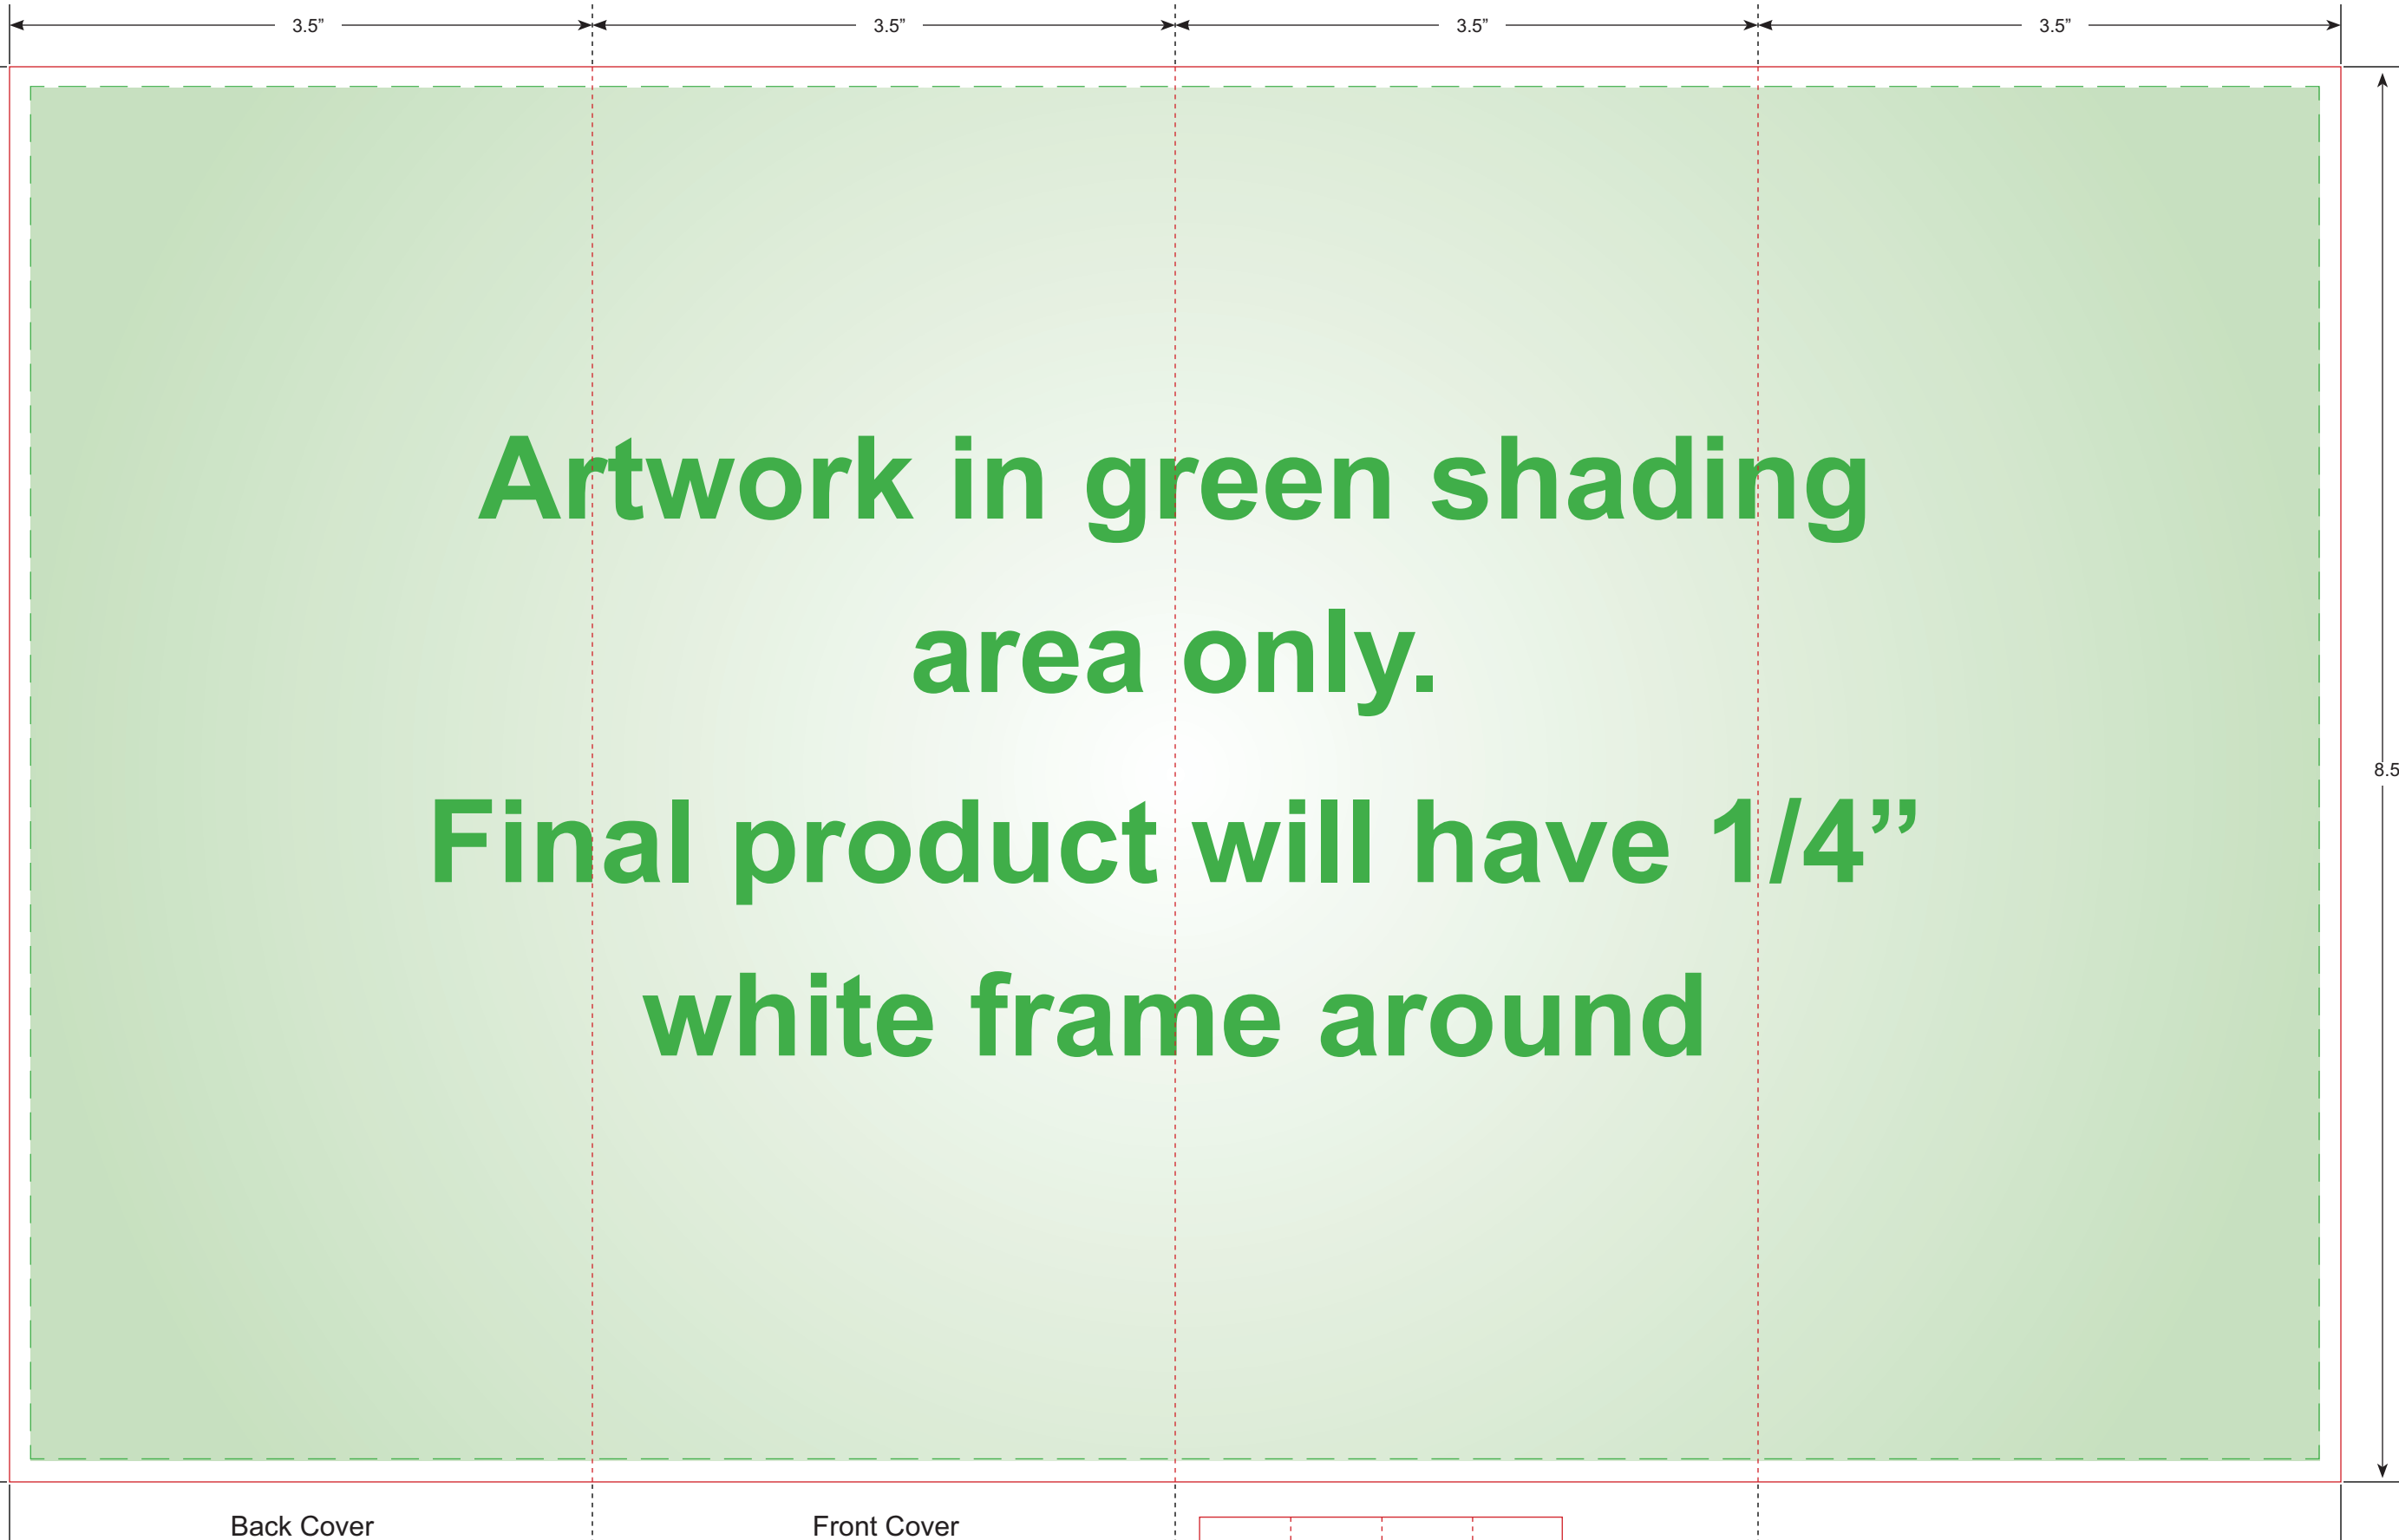 3.5” 3.5” 3.5” 3.5”
Artwork in green shading
area only.
8.5
Final product will have 1/4”
white frame around
Back Cover Front Cover